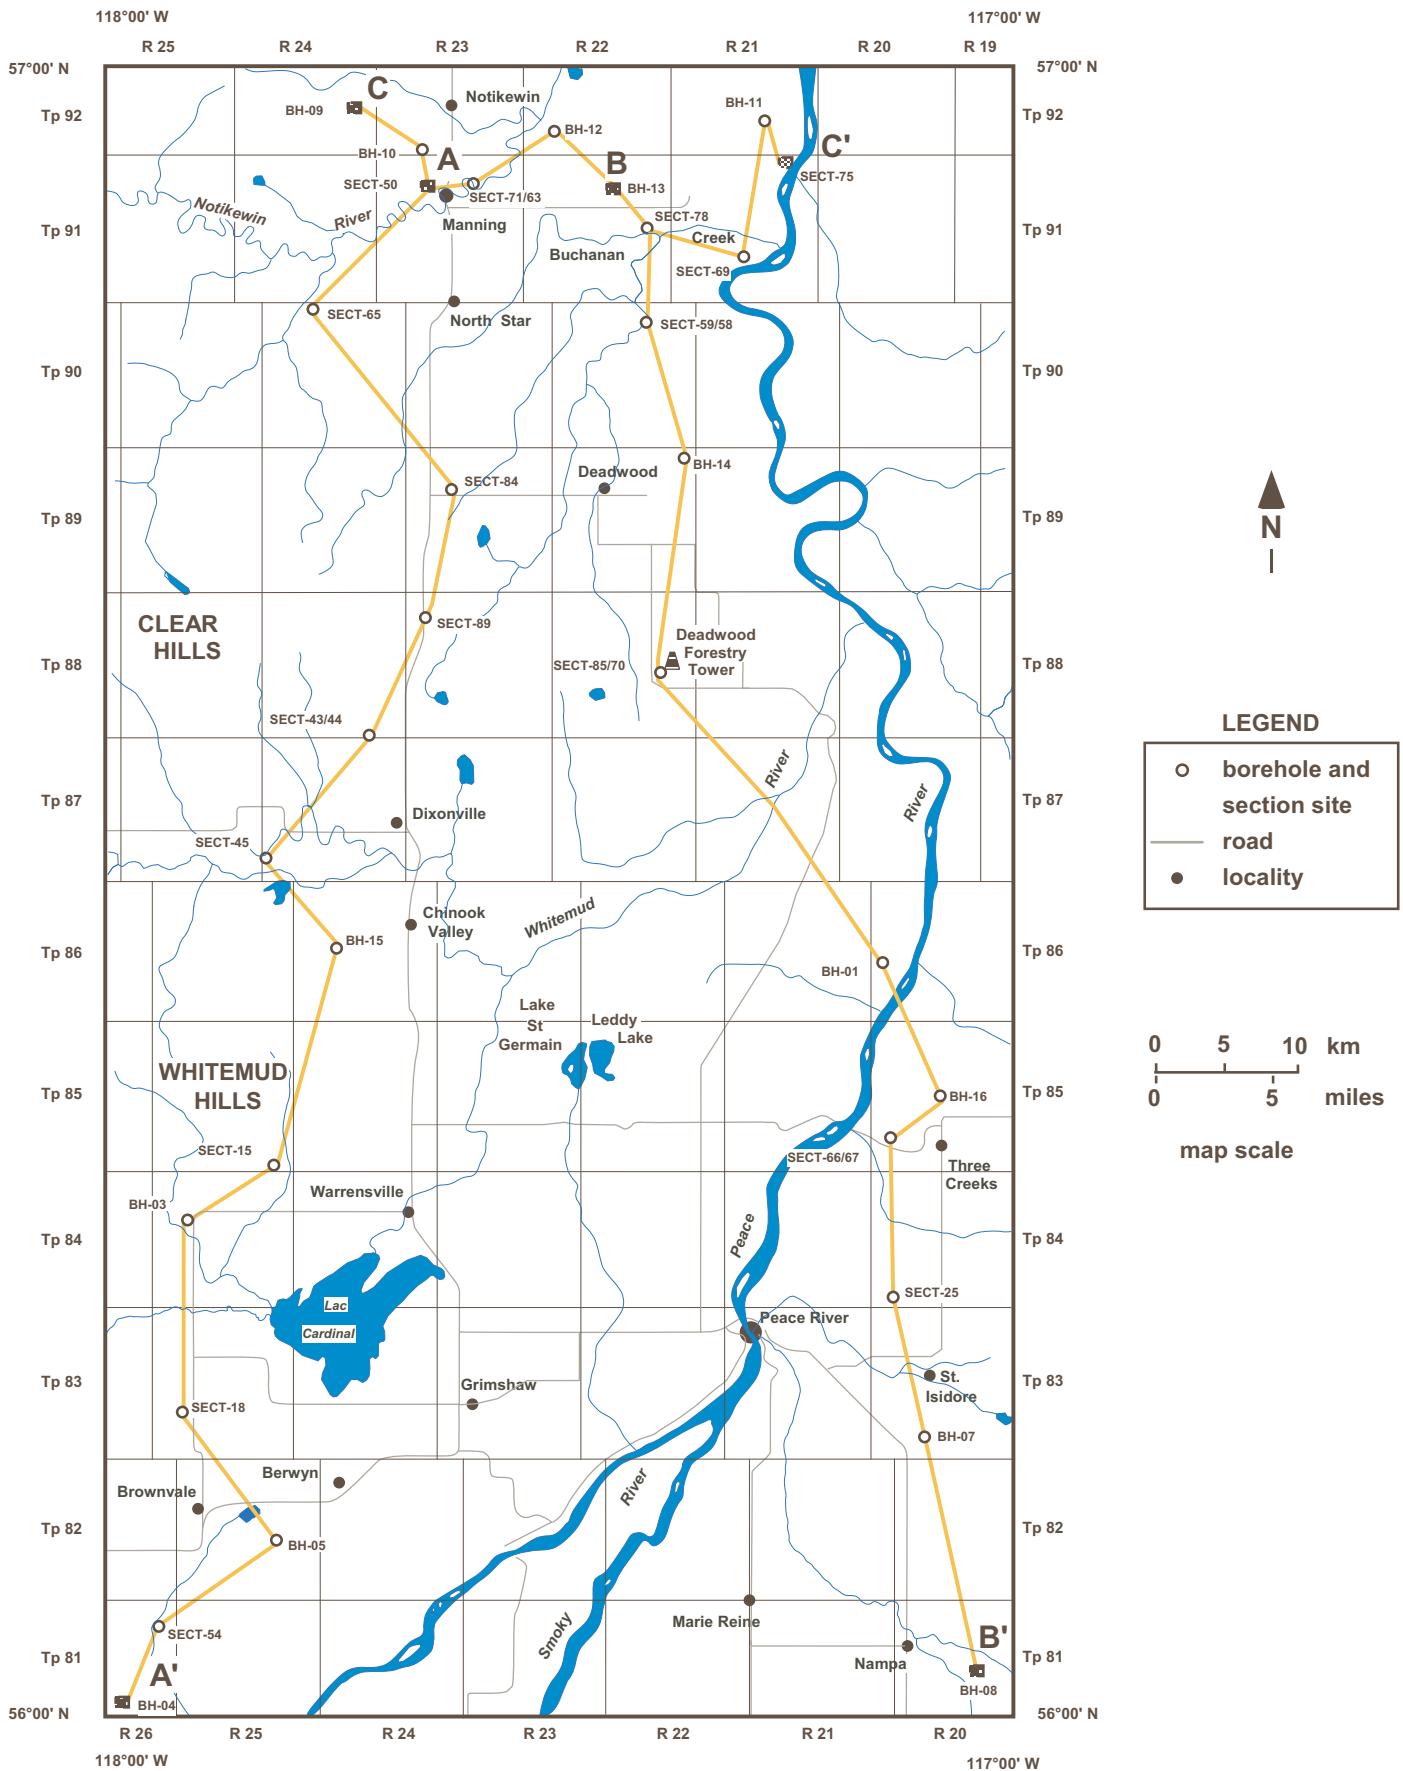 118°00' W
117°00' W
R 25
R 24
R 23
R 22
R 21
R 20
R 19
57°00' N
57°00' N
C
Notikewin
BH-09
BH-11
Tp 92
Tp 92
BH-12
BH-10
A
B
C'
SECT-50
SECT-75
BH-13
SECT-71/63
Notikewin
River
Manning
SECT-78
Creek
Tp 91
Tp 91
Buchanan
SECT-69
SECT-65
North Star
SECT-59/58
Tp 90
Tp 90
BH-14
Deadwood
SECT-84
Tp 89
Tp 89
N
CLEAR
HILLS
SECT-89
Deadwood
Forestry
Tower
SECT-85/70
Tp 88
Tp 88
SECT-43/44
LEGEND
borehole and
section site
road
locality
River
River
Tp 87
Tp 87
Dixonville
SECT-45
Chinook
Valley
Whitemud
BH-15
Tp 86
Tp 86
BH-01
Lake
St
Germain
Leddy
Lake
0 5 10 km
0 5 miles
map scale
WHITEMUD
HILLS
Tp 85
Tp 85
BH-16
SECT-15
SECT-66/67
Three
Creeks
Warrensville
BH-03
Peace
Tp 84
Tp 84
SECT-25
Lac
Cardinal
Peace River
Tp 83
Tp 83
Grimshaw
St.
Isidore
SECT-18
BH-07
Berwyn
Brownvale
River
Tp 82
Tp 82
BH-05
Smoky
Marie Reine
SECT-54
B'
Tp 81
Tp 81
Nampa
A'
BH-04
BH-08
56°00' N
56°00' N
R 26
R 25
R 24
R 23
R 22
R 21
R 20
118°00' W
117°00' W